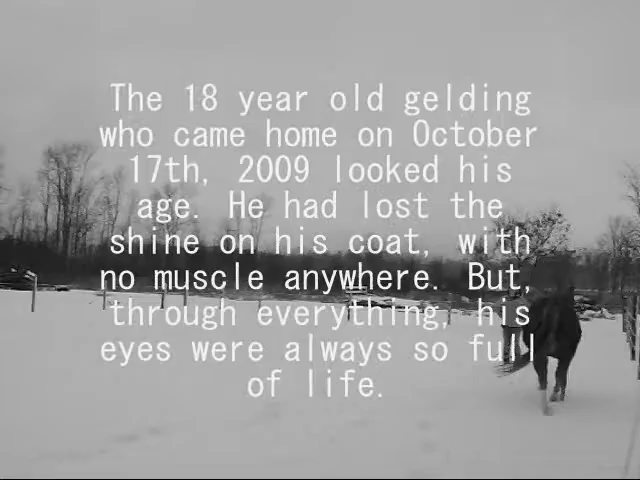 The 18 year old gelding
who came home on October
17th, 2009 looked his
age. He had lost the
shine on his coat, with
no muscle anywhere. But,
through everything, his
eyes were always so full
of life.